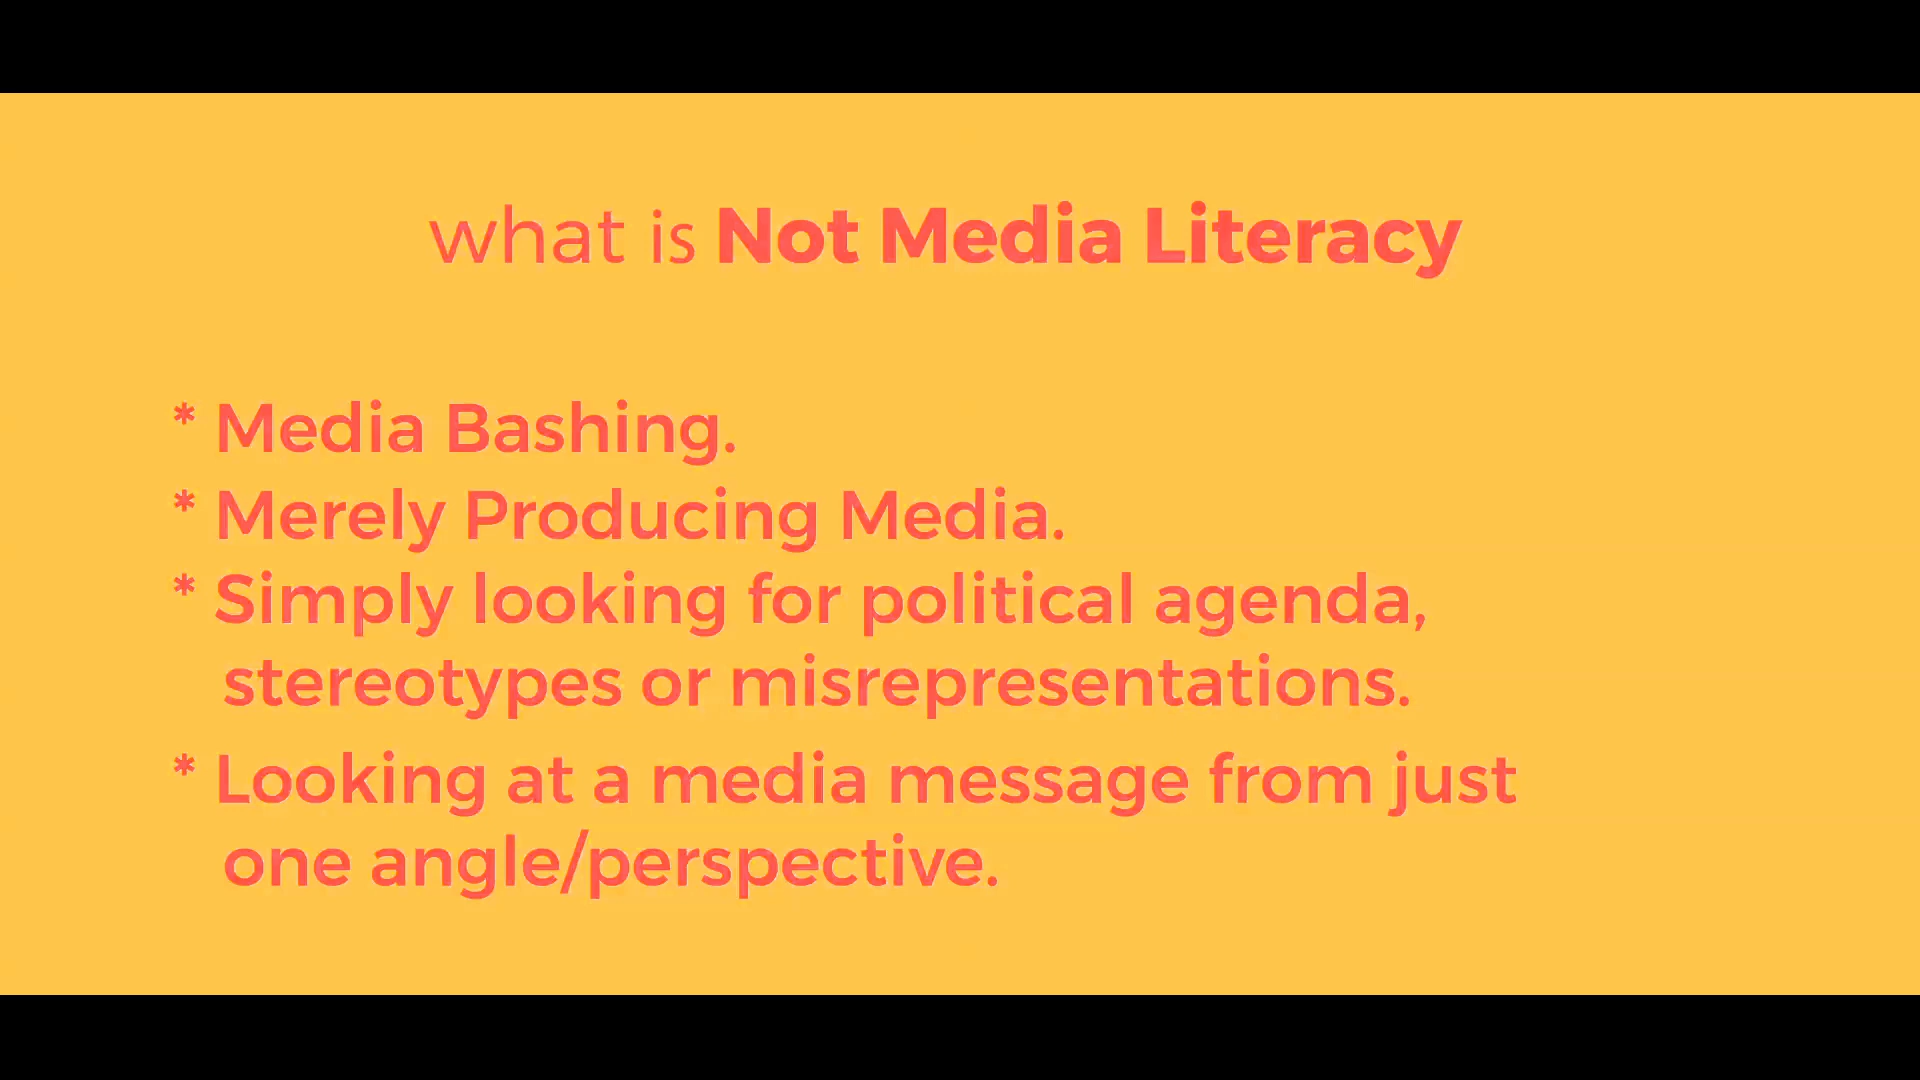 what is Not Media Literacy
* Media Bashing.
* Merely Producing Media.
* Simply looking for political agenda,
stereotypes or misrepresentations.
* Looking at a media message from just
one angle/perspective.